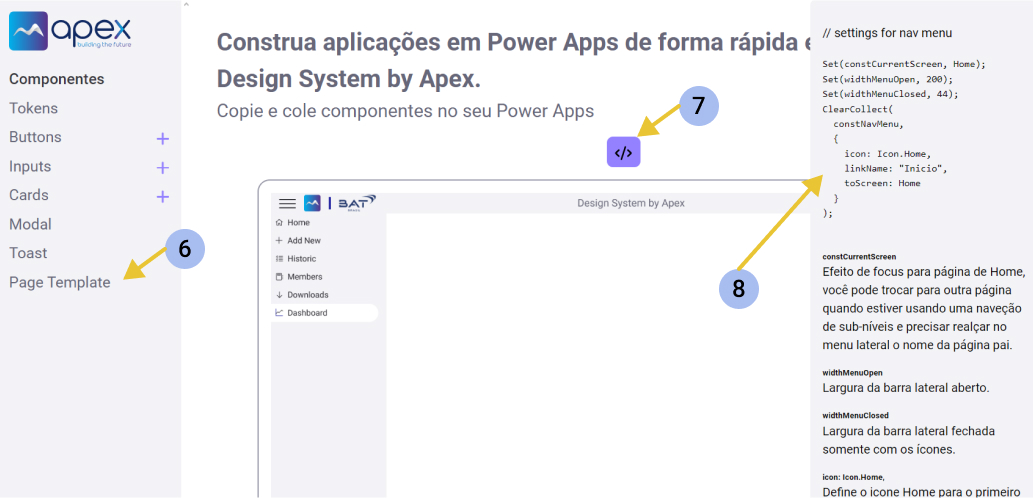 apex
building the future
Componentes
Tokens
Buttons +
Inputs +
Cards +
Modal
Toast
Page Template
6
Construa aplicações em Power Apps de forma rápida e
Design System by Apex.
Copie e cole componentes no seu Power Apps
7
</>
BAT
Design System by Apex
Home
Add New
Historic
Members
Downloads
Dashboard
8
// settings for nav menu
Set(constCurrentScreen, Home);
Set(widthMenuOpen, 200);
Set(widthMenuClosed, 44);
ClearCollect(
constNavMenu,
{
icon: Icon.Home,
linkName: "Inicio",
toScreen: Home
}
);
constCurrentScreen
Efeito de focus para página de Home,
você pode trocar para outra página
quando estiver usando uma naveção
de sub-níveis e precisar realçar no
menu lateral o nome da página pai.
widthMenuOpen
Largura da barra lateral aberto.
widthMenuClosed
Largura da barra lateral fechada
somente com os ícones.
icon: Icon.Home,
Define o icone Home para o primeiro